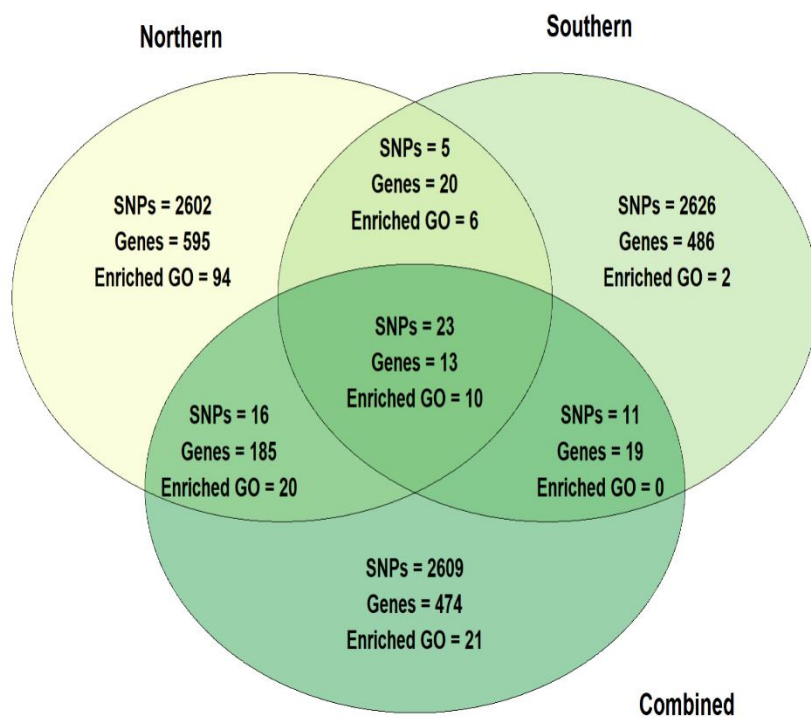 Northern
Southern
SNPs = 5
Genes = 20
Enriched GO = 6
SNPs = 2602
Genes = 595
Enriched GO = 94
SNPs = 2626
Genes = 486
Enriched GO = 2
SNPs = 23
Genes = 13
Enriched GO = 10
SNPs = 16
Genes = 185
Enriched GO = 20
SNPs = 11
Genes = 19
Enriched GO = 0
SNPs = 2609
Genes = 474
Enriched GO = 21
Combined